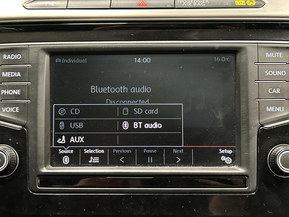 RADIO
MEDIA
PHONE
VOICE
MUTE
SOUND
CAR
MENU
Individual
14:00
Bluetooth audio
Disconnected
CD
SD card
USB
BT audio
AUX
Source
Selection
Previous
Pause
Next
Setup